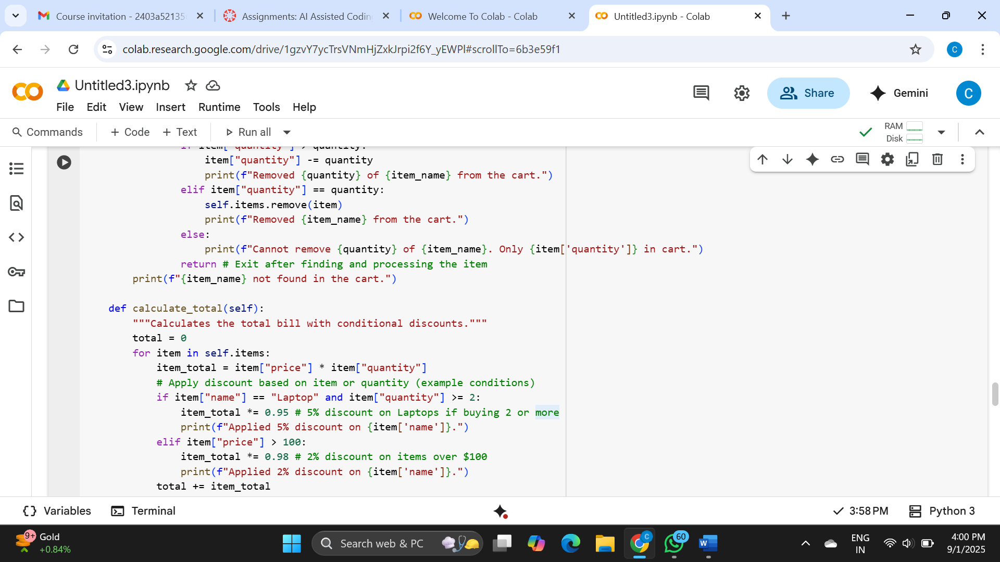 Course invitation - 2403a52135
Assignments: AI Assisted Codin
Welcome To Colab - Colab
Untitled3.ipynb - Colab
colab.research.google.com/drive/1gzvY7ycTrsVNmHjZxkJrpi2f6Y_yEWPl#scrollTo=6b3e59f1
C
Untitled3.ipynb
File Edit View Insert Runtime Tools Help
Share
Gemini
C
Commands
+ Code + Text
Run all
RAM
Disk
if item["quantity"] > quantity:
item["quantity"] -= quantity
print(f"Removed {quantity} of {item_name} from the cart.")
elif item["quantity"] == quantity:
self.items.remove(item)
print(f"Removed {item_name} from the cart.")
else:
print(f"Cannot remove {quantity} of {item_name}. Only {item['quantity']} in cart.")
return # Exit after finding and processing the item
print(f"{item_name} not found in the cart.")
def calculate_total(self):
"""Calculates the total bill with conditional discounts."""
total = 0
for item in self.items:
item_total = item["price"] * item["quantity"]
# Apply discount based on item or quantity (example conditions)
if item["name"] == "Laptop" and item["quantity"] >= 2:
item_total *= 0.95 # 5% discount on Laptops if buying 2 or more
print(f"Applied 5% discount on {item['name']}.")
elif item["price"] > 100:
item_total *= 0.98 # 2% discount on items over $100
print(f"Applied 2% discount on {item['name']}.")
total += item_total
Variables
Terminal
3:58 PM
Python 3
9+
Gold
+0.84%
Search web & PC
C
60
W
ENG
IN
4:00 PM
9/1/2025